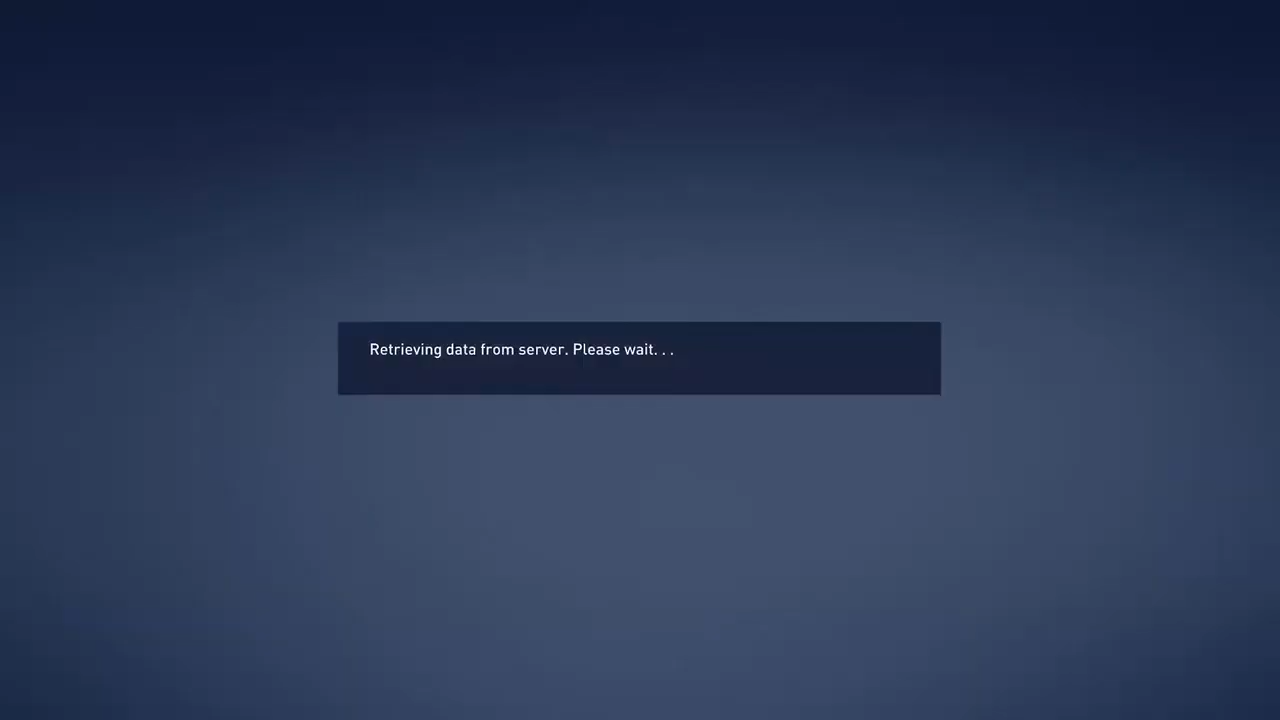 Retrieving data from server. Please wait. . .